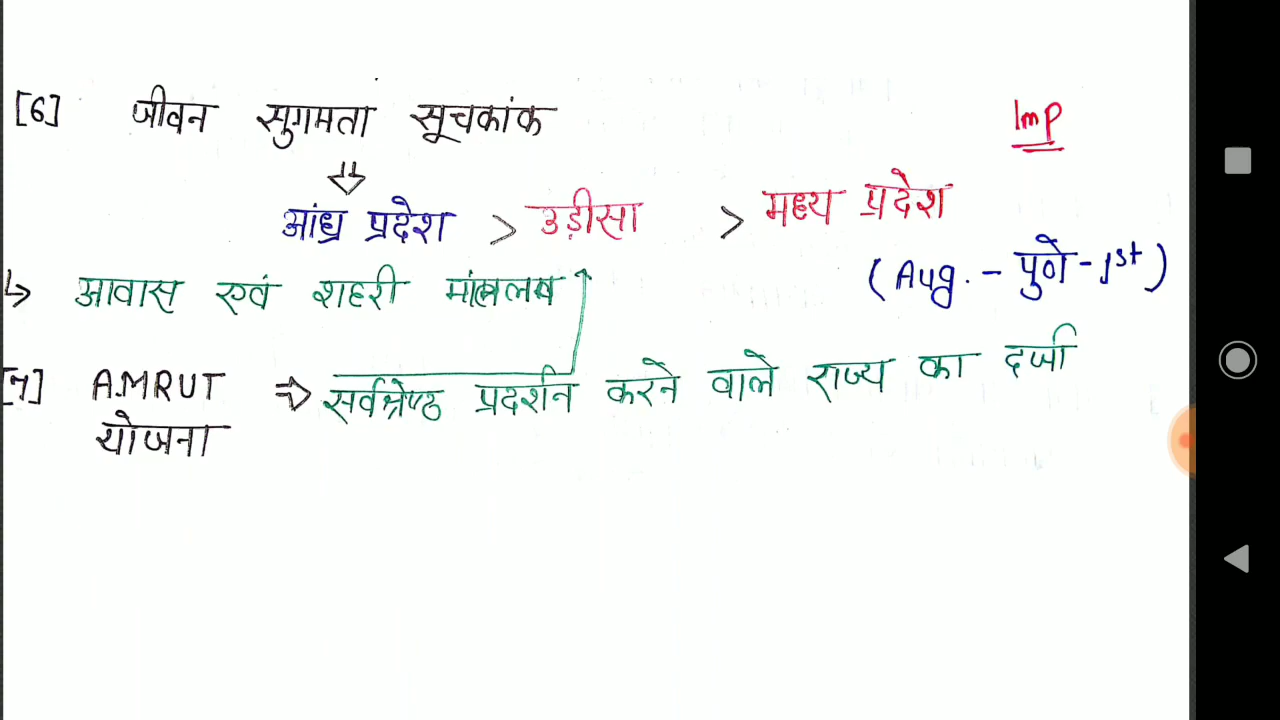 [6] जीवन सुगमता सूचकांक
Imp
आंध्र प्रदेश > उड़ीसा > मध्य प्रदेश
(Aug. - पुणे - 1st)
↳ आवास एवं शहरी
[7] AMRUT ⇒ सर्वश्रेष्ठ प्रदर्शन करने वाले राज्य का दर्जा
योजना